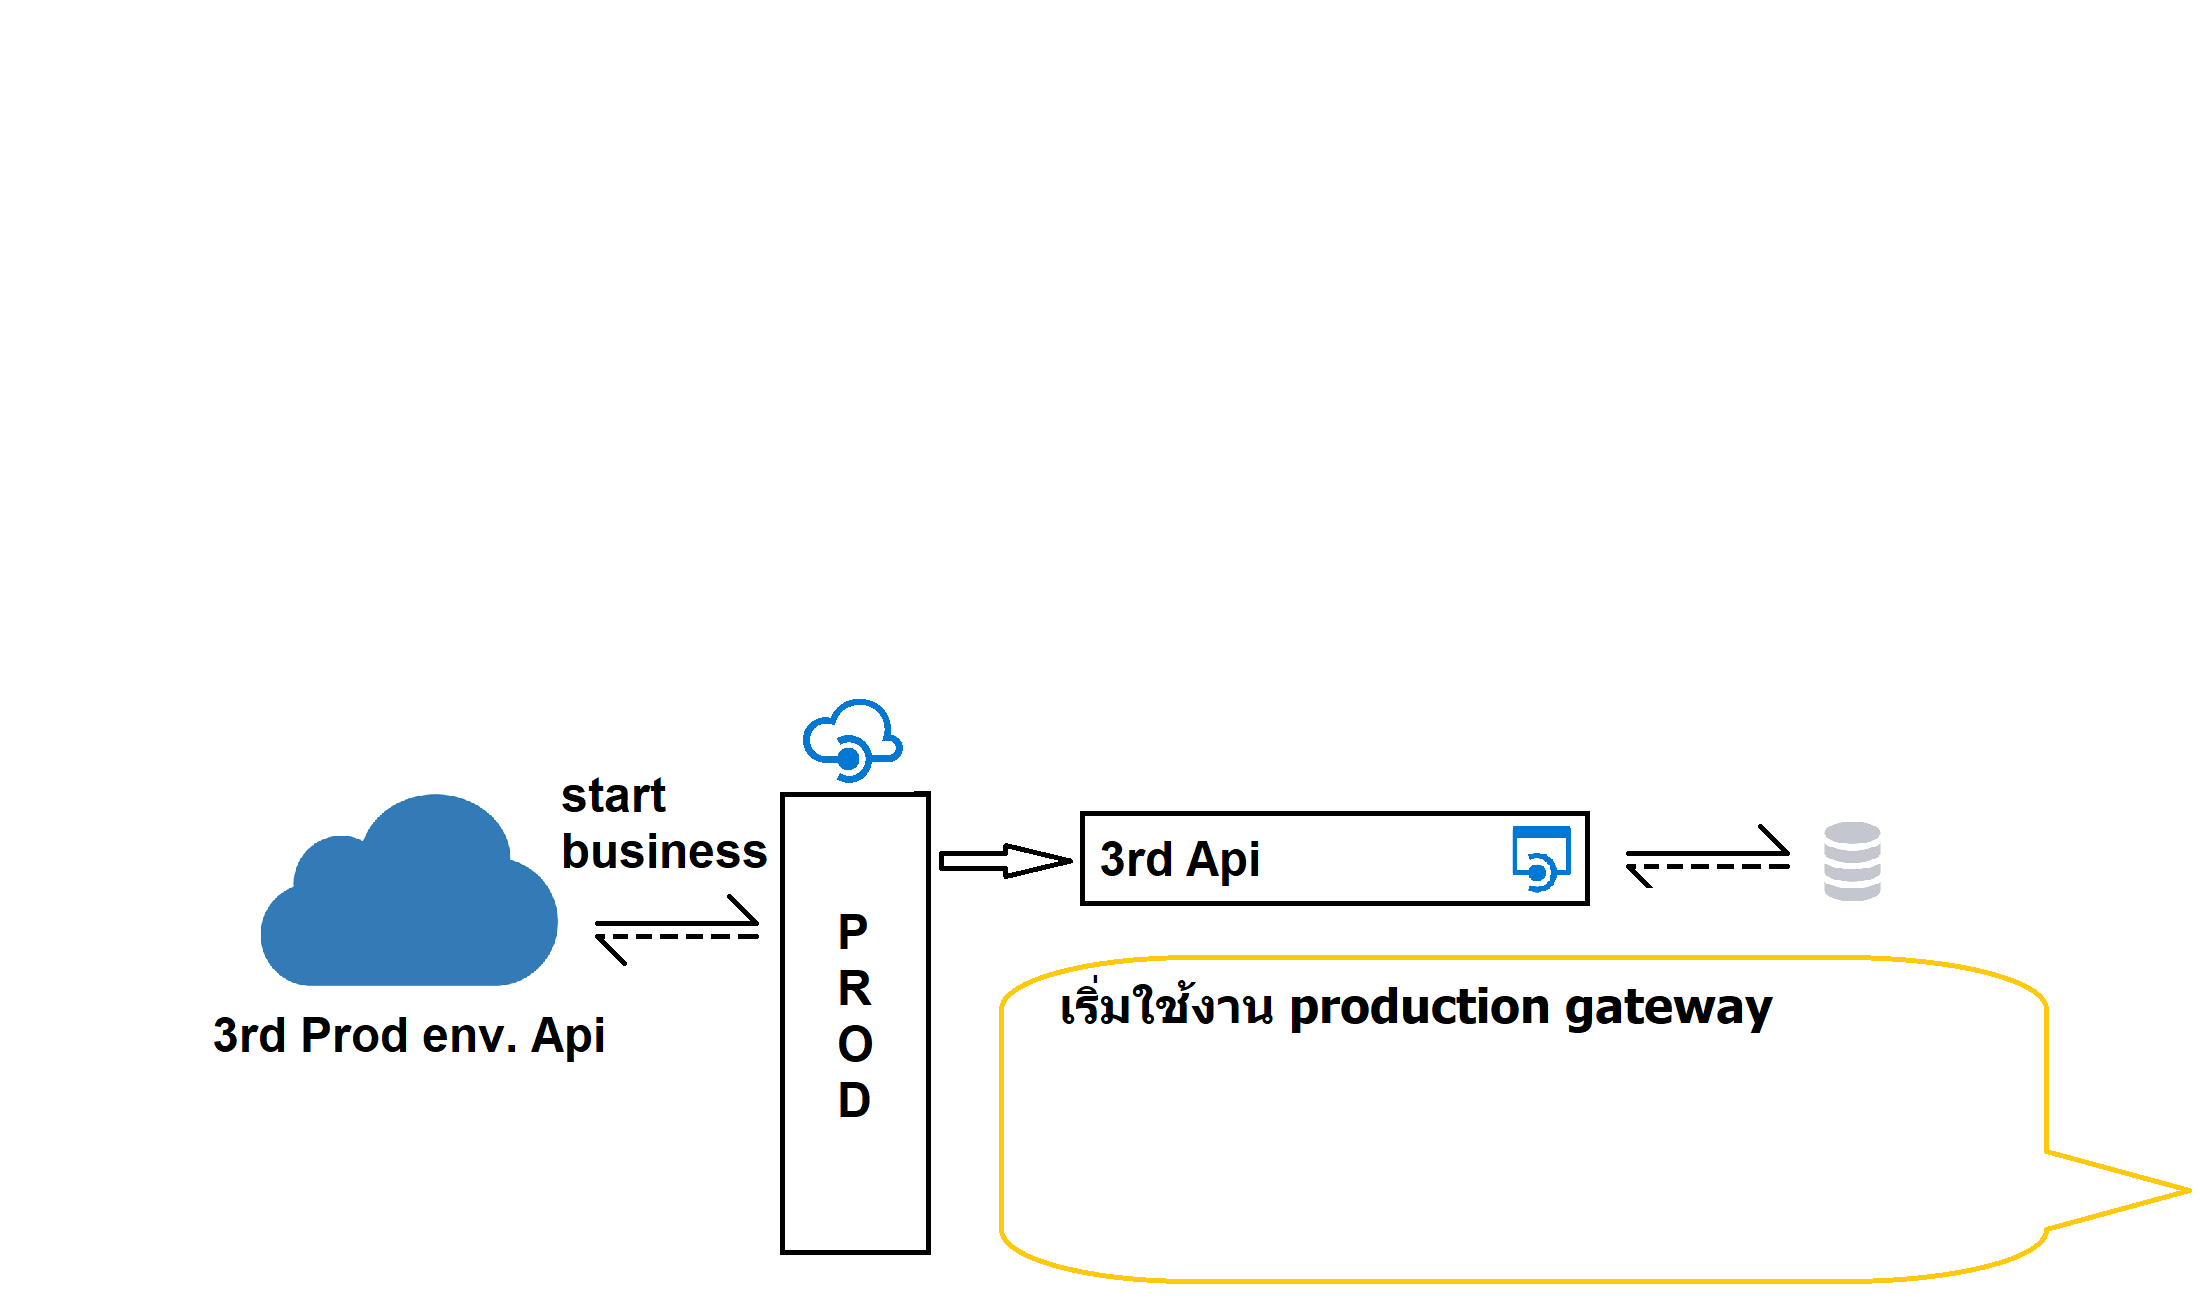 start
business
3rd Prod env. Api
P
R
O
D
3rd Api
เริ่มใช้งาน production gateway